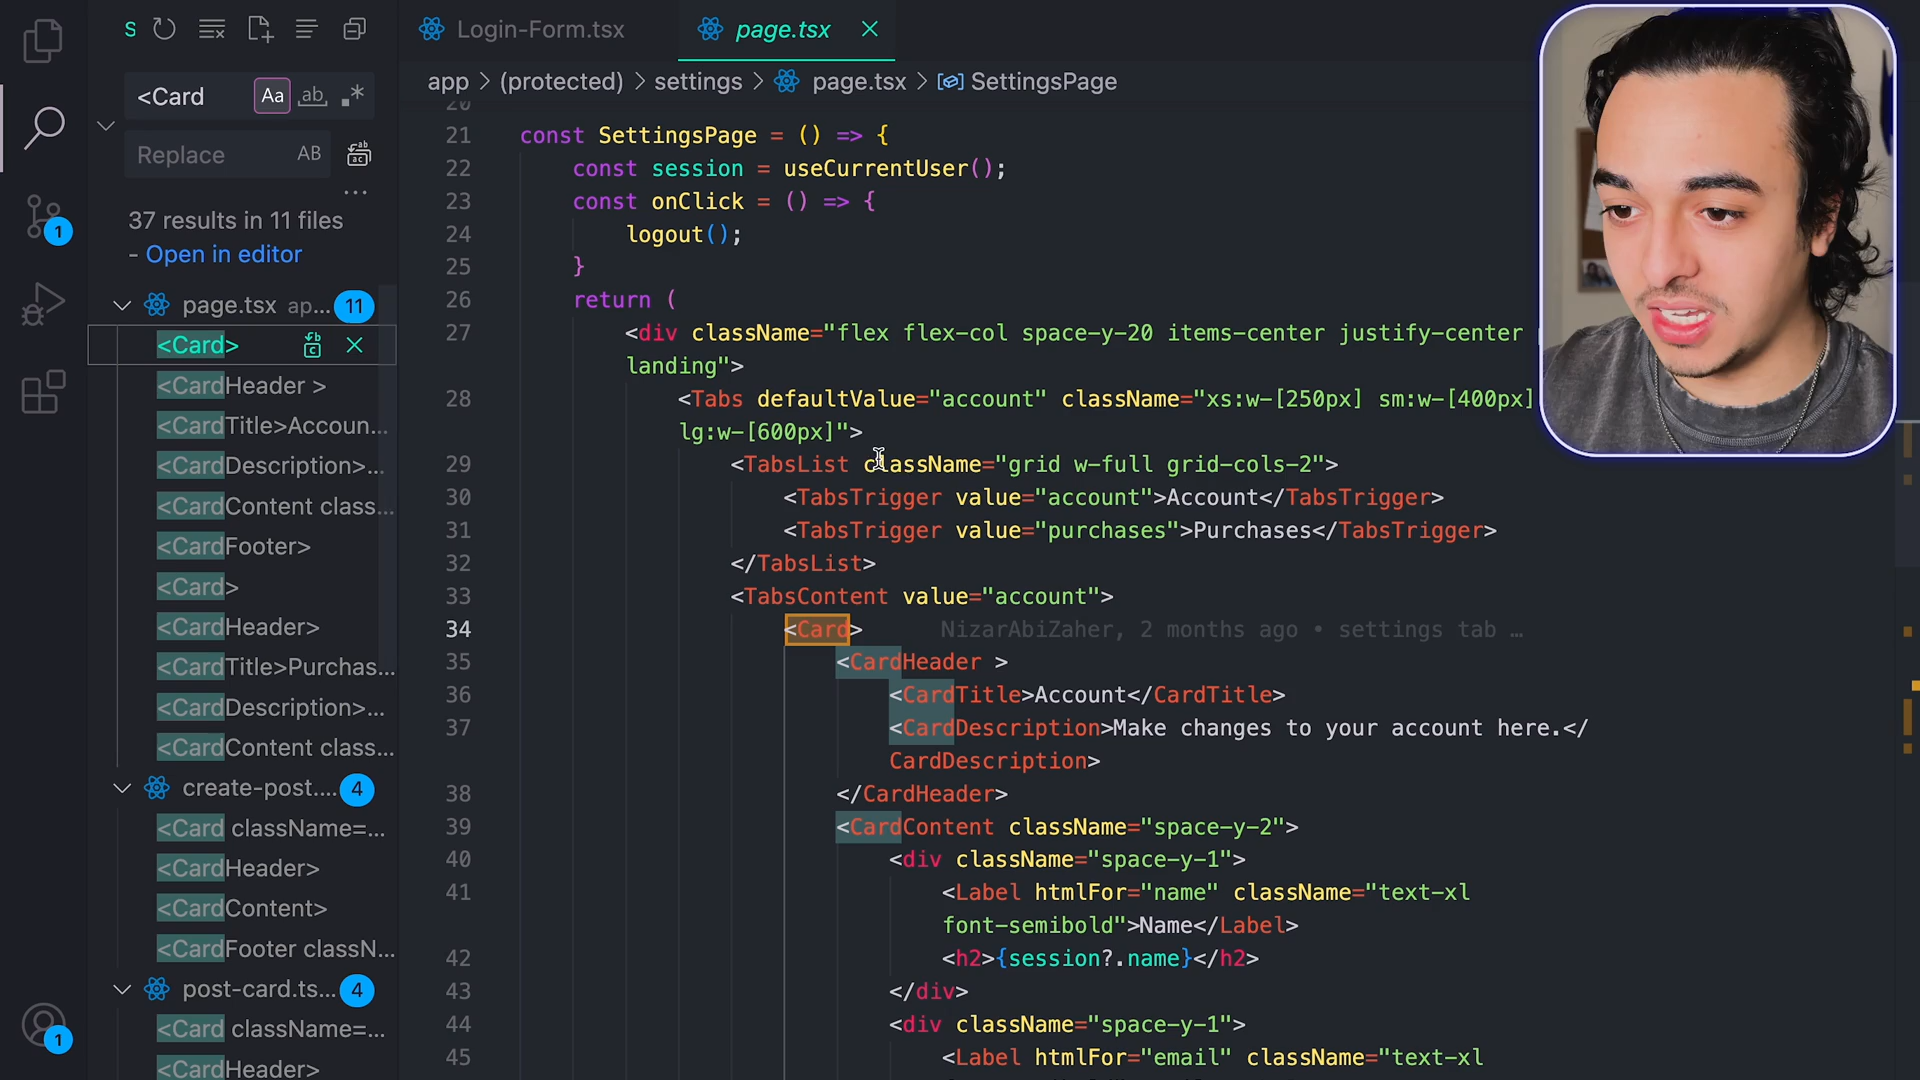 S
Login-Form.tsx
page.tsx
<Card
Aa
ab
Replace
AB
37 results in 11 files
- Open in editor
page.tsx ap... 11
<Card>
<CardHeader >
<CardTitle>Accoun...
<CardDescription>...
<CardContent class...
<CardFooter>
<Card>
<CardHeader>
<CardTitle>Purchas...
<CardDescription>...
<CardContent class...
create-post.... 4
<Card className=...
<CardHeader>
<CardContent>
<CardFooter classN...
post-card.ts... 4
<Card className=...
<CardHeader>
1
1
app > (protected) > settings > page.tsx > SettingsPage
20
21 const SettingsPage = () => {
22 const session = useCurrentUser();
23 const onClick = () => {
24 logout();
25 }
26 return (
27 <div className="flex flex-col space-y-20 items-center justify-center
landing">
28 <Tabs defaultValue="account" className="xs:w-[250px] sm:w-[400px]
lg:w-[600px]">
29 <TabsList className="grid w-full grid-cols-2">
30 <TabsTrigger value="account">Account</TabsTrigger>
31 <TabsTrigger value="purchases">Purchases</TabsTrigger>
32 </TabsList>
33 <TabsContent value="account">
34 <Card> NizarAbiZaher, 2 months ago • settings tab …
35 <CardHeader >
36 <CardTitle>Account</CardTitle>
37 <CardDescription>Make changes to your account here.</
CardDescription>
38 </CardHeader>
39 <CardContent className="space-y-2">
40 <div className="space-y-1">
41 <Label htmlFor="name" className="text-xl
font-semibold">Name</Label>
42 <h2>{session?.name}</h2>
43 </div>
44 <div className="space-y-1">
45 <Label htmlFor="email" className="text-xl